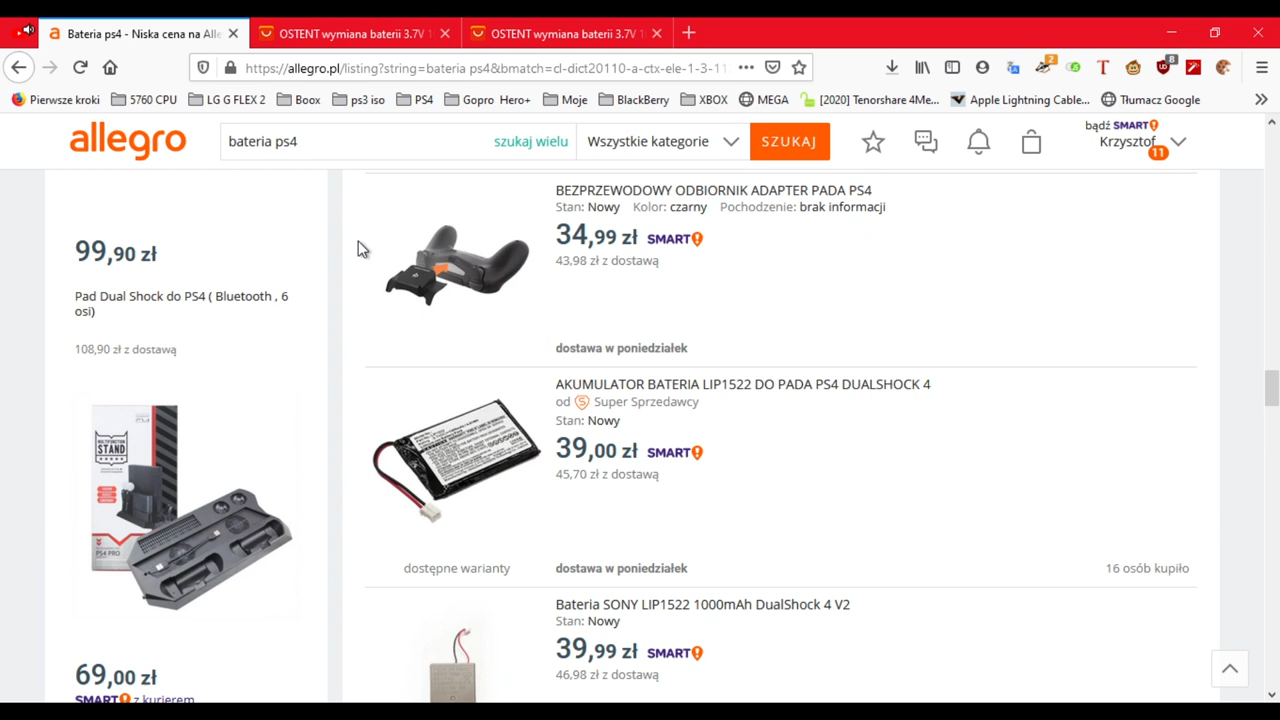 Bateria ps4 - Niska cena na Alle
OSTENT wymiana baterii 3.7V 1
OSTENT wymiana baterii 3.7V 1
https://allegro.pl/listing?string=bateria ps4&bmatch=cl-dict20110-a-ctx-ele-1-3-11
Pierwsze kroki
5760 CPU
LG G FLEX 2
Boox
ps3 iso
PS4
Gopro Hero+
Moje
BlackBerry
XBOX
MEGA
[2020] Tenorshare 4Me...
Apple Lightning Cable...
Tłumacz Google
allegro
bateria ps4
szukaj wielu
Wszystkie kategorie
SZUKAJ
bądź SMART!
Krzysztof
11
99,90 zł
Pad Dual Shock do PS4 ( Bluetooth , 6
osi)
108,90 zł z dostawą
MULTIFUNCTION
STAND
PS4 PRO
69,00 zł
SMART! z kurierem
BEZPRZEWODOWY ODBIORNIK ADAPTER PADA PS4
Stan: Nowy Kolor: czarny Pochodzenie: brak informacji
34,99 zł SMART!
43,98 zł z dostawą
dostawa w poniedziałek
AKUMULATOR BATERIA LIP1522 DO PADA PS4 DUALSHOCK 4
od Super Sprzedawcy
Stan: Nowy
39,00 zł SMART!
45,70 zł z dostawą
dostępne warianty
dostawa w poniedziałek
16 osób kupiło
Bateria SONY LIP1522 1000mAh DualShock 4 V2
Stan: Nowy
39,99 zł SMART!
46,98 zł z dostawą